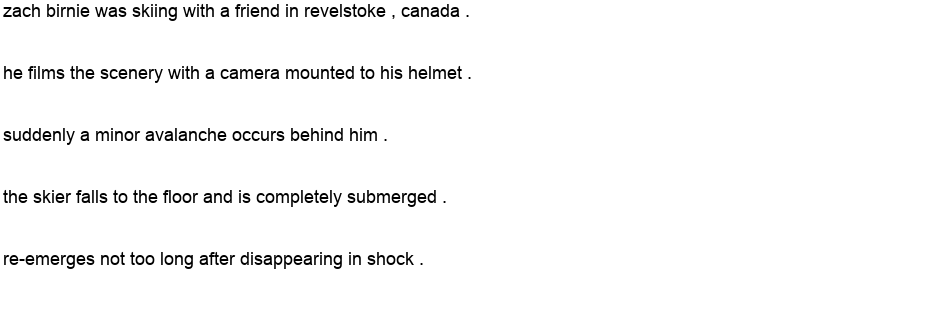 zach birnie was skiing with a friend in revelstoke , canada .
he films the scenery with a camera mounted to his helmet .
suddenly a minor avalanche occurs behind him .
the skier falls to the floor and is completely submerged .
re-emerges not too long after disappearing in shock .